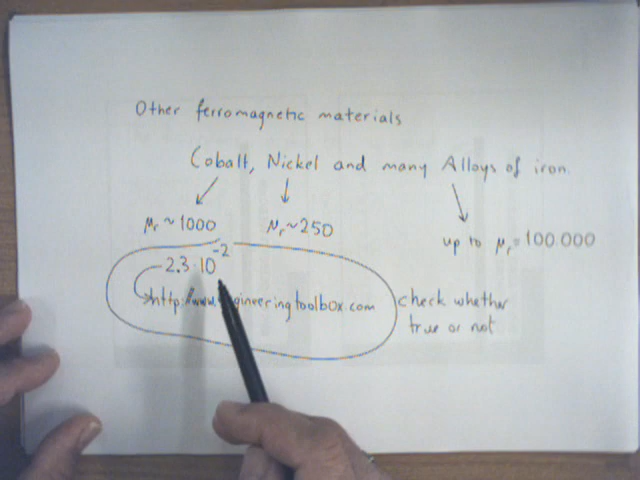 Other ferromagnetic materials
Cobalt, Nickel and many Alloys of iron.
μr ~ 1000 μr ~ 250
up to μr = 100.000
2.3 · 10⁻²
http://www.engineeringtoolbox.com
check whether
true or not